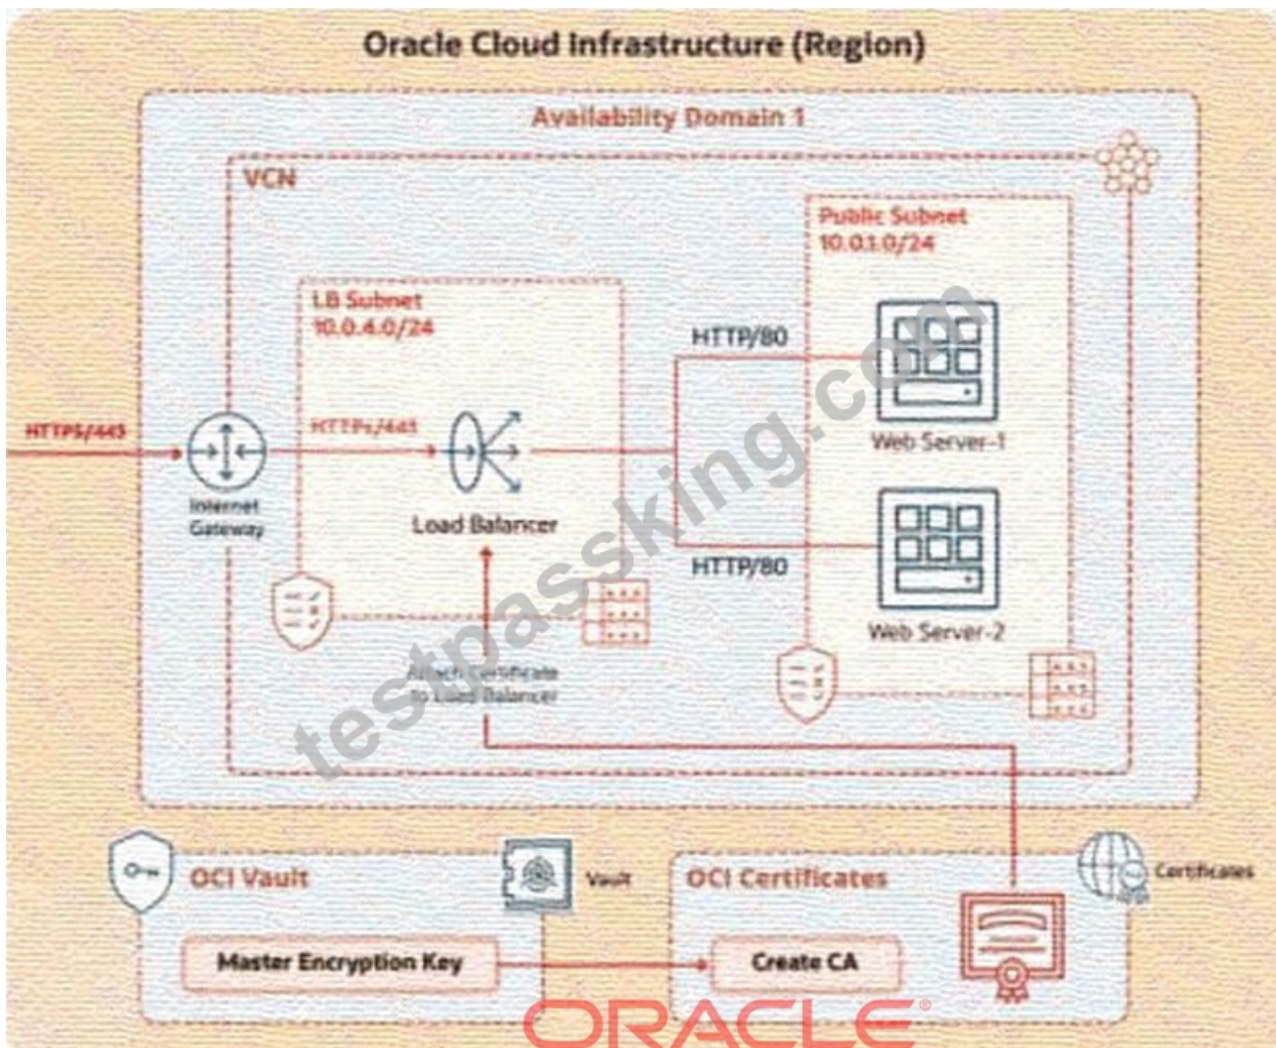 Oracle Cloud Infrastructure (Region)
Availability Domain 1
VCN
Public Subnet
10.0.1.0/24
LB Subnet
10.0.4.0/24
HTTP/80
HTTPS/443
HTTPs/443
Web Server-1
Internet
Gateway
Load Balancer
HTTP/80
Web Server-2
Attach Certificate
To Load Balancer
testpassking.com
OCI Vault
Vault
OCI Certificates
Certificates
Master Encryption Key
Create CA
ORACLE®